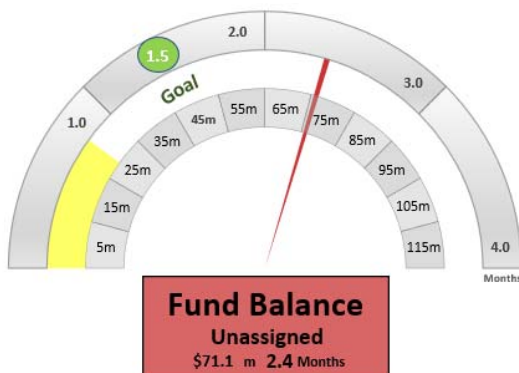 2.0
1.5
3.0
Goal
55m
65m
45m
75m
1.0
35m
85m
25m
95m
15m
105m
5m
115m
4.0
Months
Fund Balance
Unassigned
$71.1 m 2.4 Months